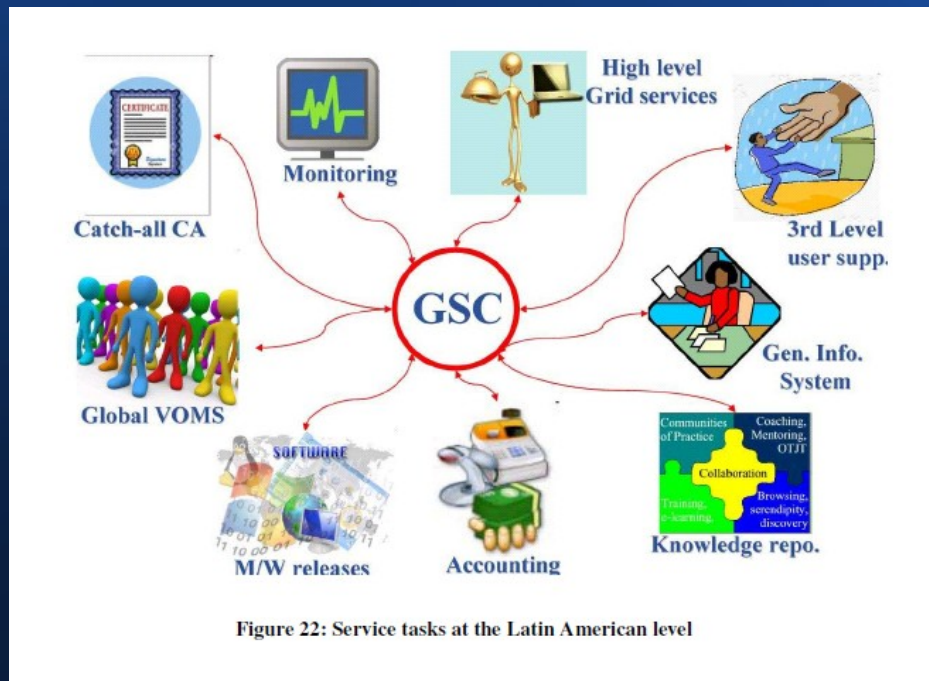 CERTIFICATE
Catch-all CA
Monitoring
High level
Grid services
3rd Level
user supp.
GSC
Global VOMS
Gen. Info.
System
SOFTWARE
M/W releases
Accounting
Communities
of Practice
Coaching,
Mentoring,
OTJT
Collaboration
Training,
e-learning,
Browsing,
serendipity,
discovery
Knowledge repo.
Figure 22: Service tasks at the Latin American level